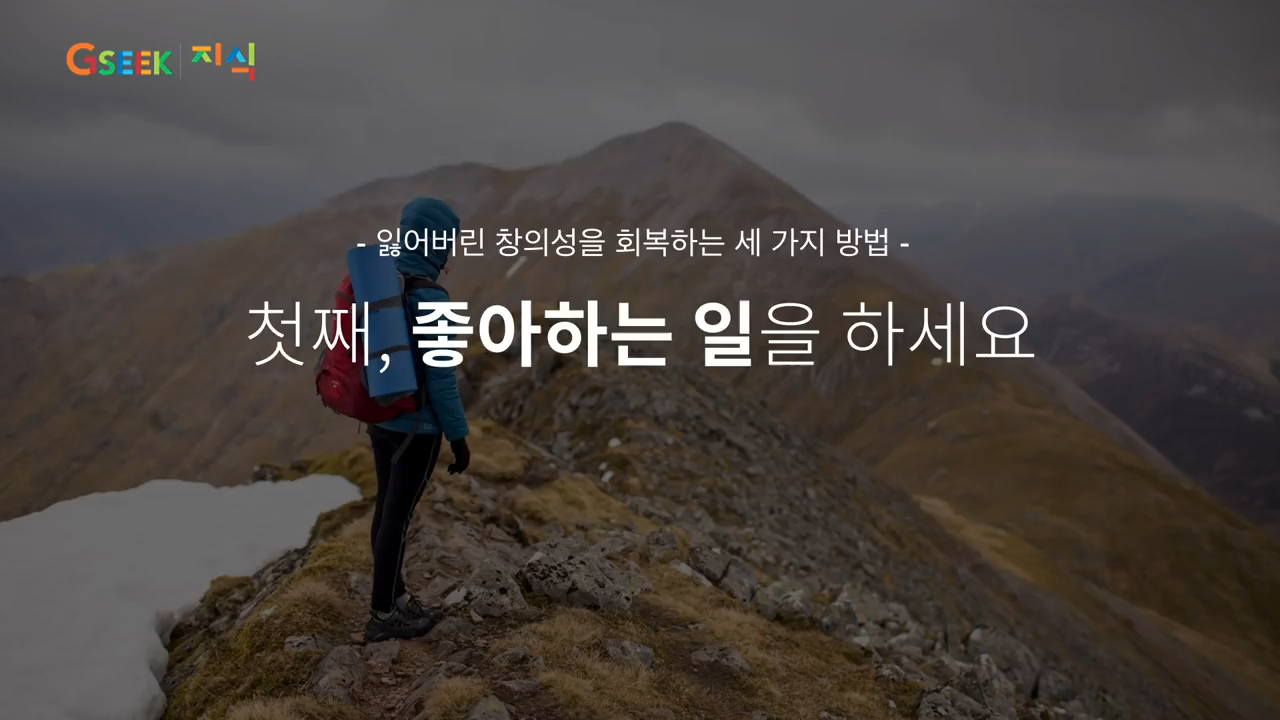 GSEEK 지식
- 잃어버린 창의성을 회복하는 세 가지 방법 -
첫째, 좋아하는 일을 하세요